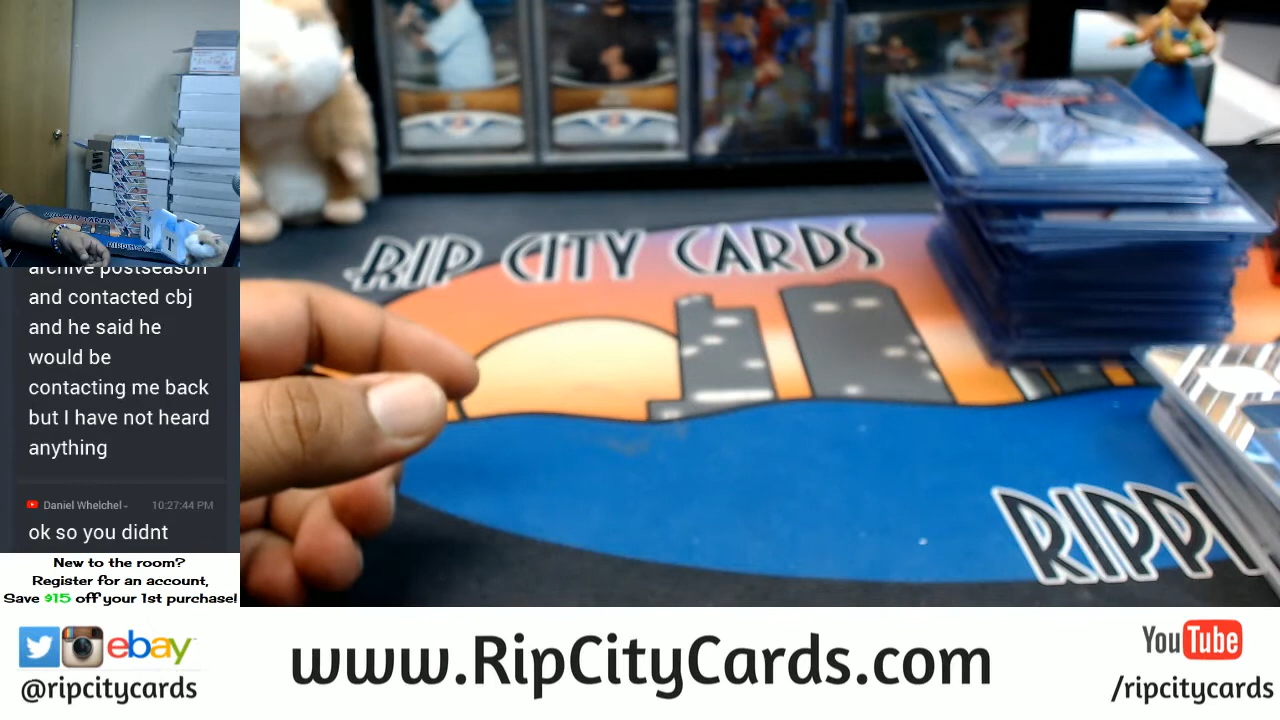 archive postseason
and contacted cbj
and he said he
would be
contacting me back
but I have not heard
anything
Daniel Whelchel- 10:27:44 PM
ok so you didnt
New to the room?
Register for an account,
Save $15 off your 1st purchase!
RIP CITY CARDS
RIPPI
ebay
@ripcitycards
www.RipCityCards.com
YouTube
/ripcitycards